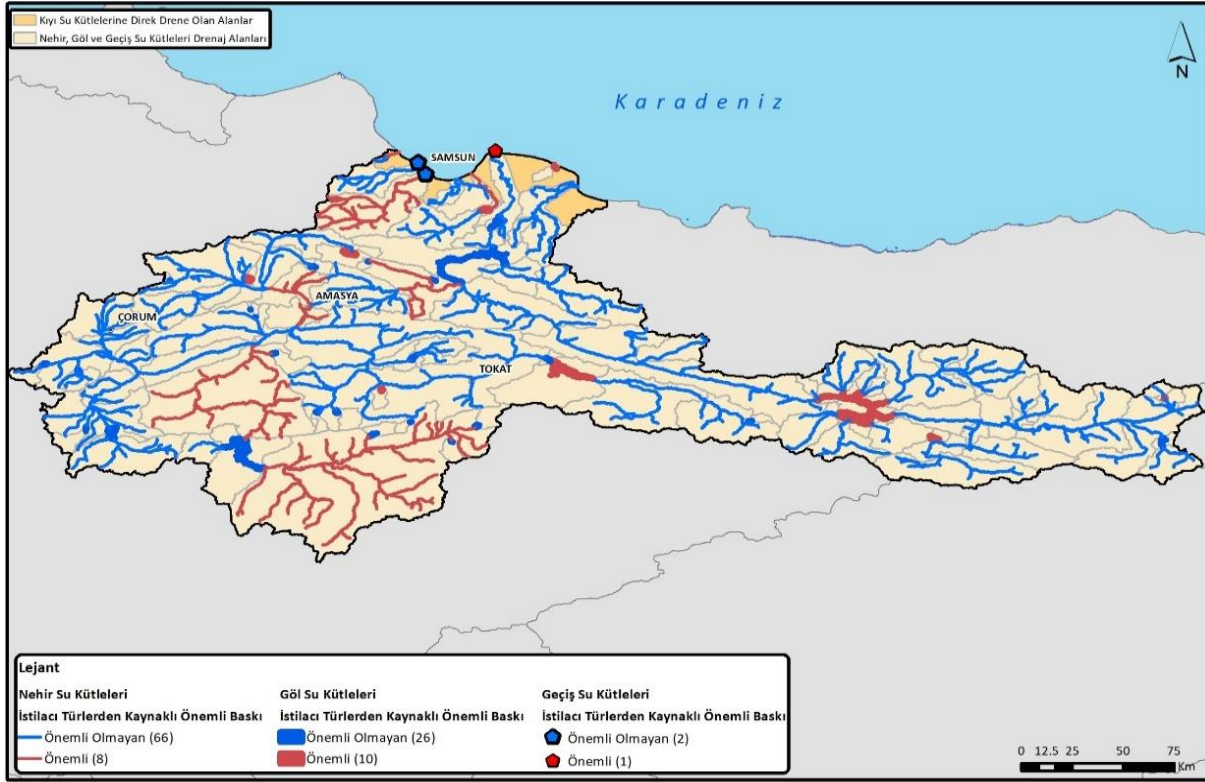 Kıyı Su Kütlelerine Direk Drene Olan Alanlar
Nehir, Göl ve Geçiş Su Kütleleri Drenaj Alanları
N
Karadeniz
SAMSUN
AMASYA
ÇORUM
TOKAT
Lejant
Nehir Su Kütleleri
İstilacı Türlerden Kaynaklı Önemli Baskı
Önemli Olmayan (66)
Önemli (8)
Göl Su Kütleleri
İstilacı Türlerden Kaynaklı Önemli Baskı
Önemli Olmayan (26)
Önemli (10)
Geçiş Su Kütleleri
İstilacı Türlerden Kaynaklı Önemli Baskı
Önemli Olmayan (2)
Önemli (1)
0 12.5 25 50 75
Km